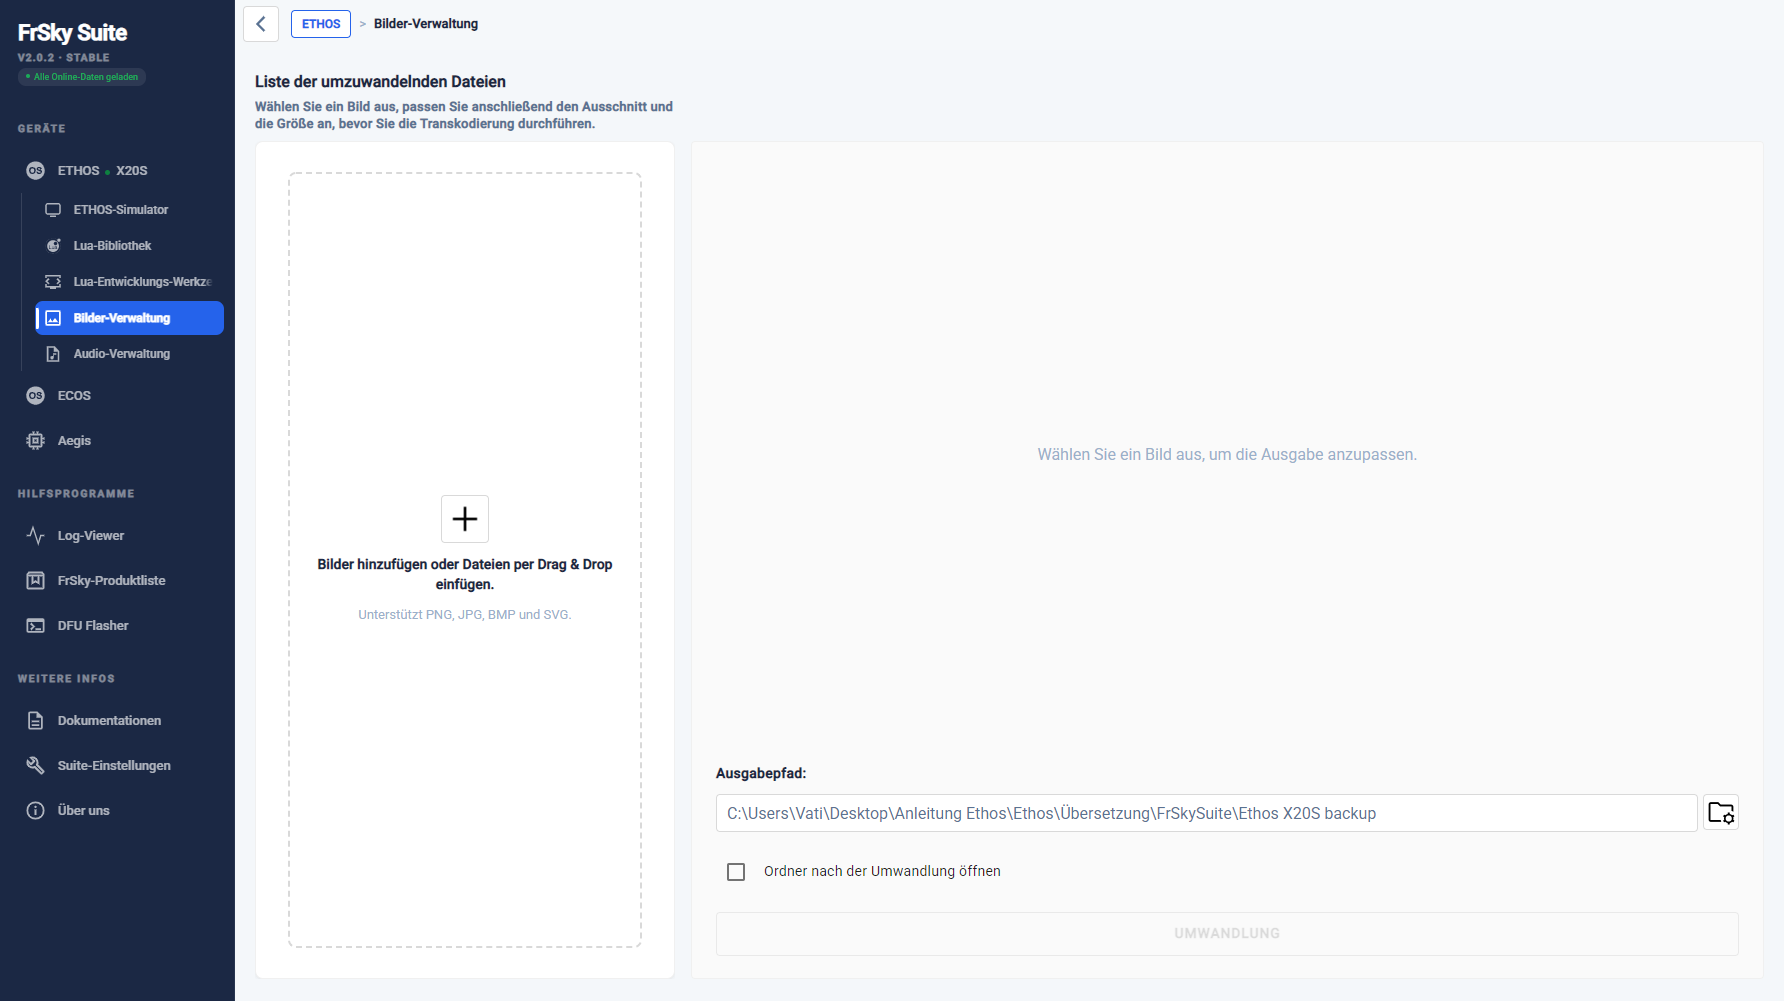 FrSky Suite
V2.0.2 · STABLE
Alle Online-Daten geladen
GERÄTE
ETHOS • X20S
ETHOS-Simulator
Lua-Bibliothek
Lua-Entwicklungs-Werkze
Bilder-Verwaltung
Audio-Verwaltung
ECOS
Aegis
HILFSPROGRAMME
Log-Viewer
FrSky-Produktliste
DFU Flasher
WEITERE INFOS
Dokumentationen
Suite-Einstellungen
Über uns
ETHOS > Bilder-Verwaltung
Liste der umzuwandelnden Dateien
Wählen Sie ein Bild aus, passen Sie anschließend den Ausschnitt und
die Größe an, bevor Sie die Transkodierung durchführen.
Bilder hinzufügen oder Dateien per Drag & Drop
einfügen.
Unterstützt PNG, JPG, BMP und SVG.
Wählen Sie ein Bild aus, um die Ausgabe anzupassen.
Ausgabepfad:
C:\Users\Vati\Desktop\Anleitung Ethos\Ethos\Übersetzung\FrSkySuite\Ethos X20S backup
Ordner nach der Umwandlung öffnen
UMWANDLUNG